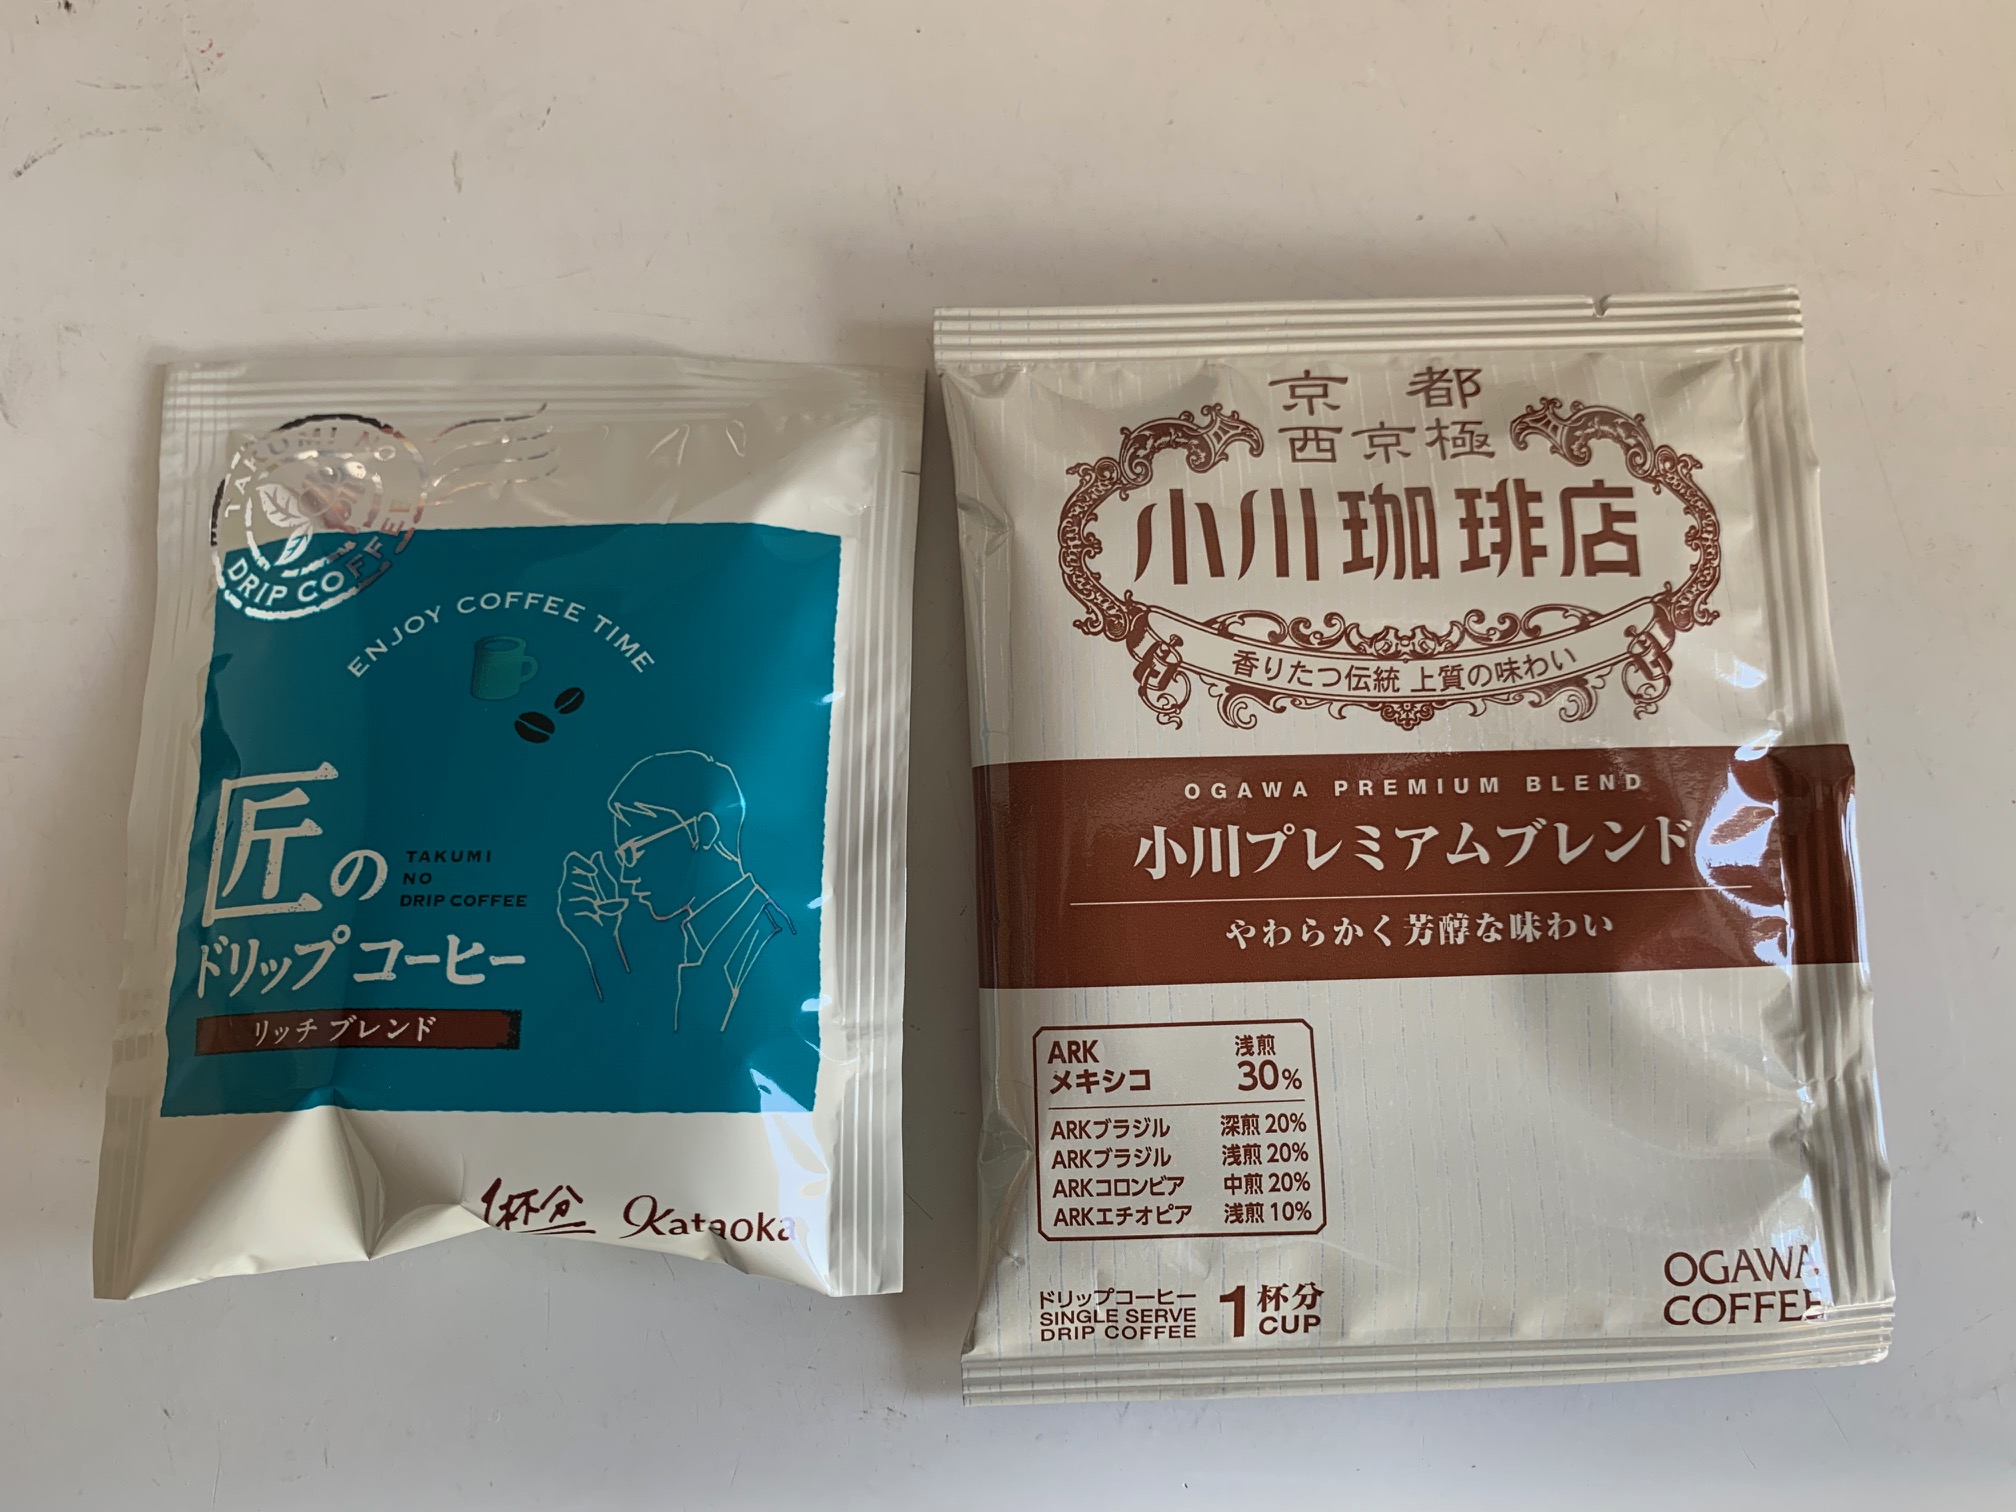 TAKUMI NO
DRIP COFFEE
ENJOY COFFEE TIME
匠の
TAKUMI
NO
DRIP COFFEE
ドリップ コーヒー
リッチ ブレンド
1杯分 Kataoka
京都
西京極
小川珈琲店
香りたつ伝統 上質の味わい
OGAWA PREMIUM BLEND
小川プレミアムブレンド
やわらかく芳醇な味わい
ARK 浅煎
メキシコ 30%
ARKブラジル 深煎 20%
ARKブラジル 浅煎 20%
ARKコロンビア 中煎 20%
ARKエチオピア 浅煎 10%
ドリップコーヒー
SINGLE SERVE
DRIP COFFEE
1杯分
CUP
OGAWA
COFFEE